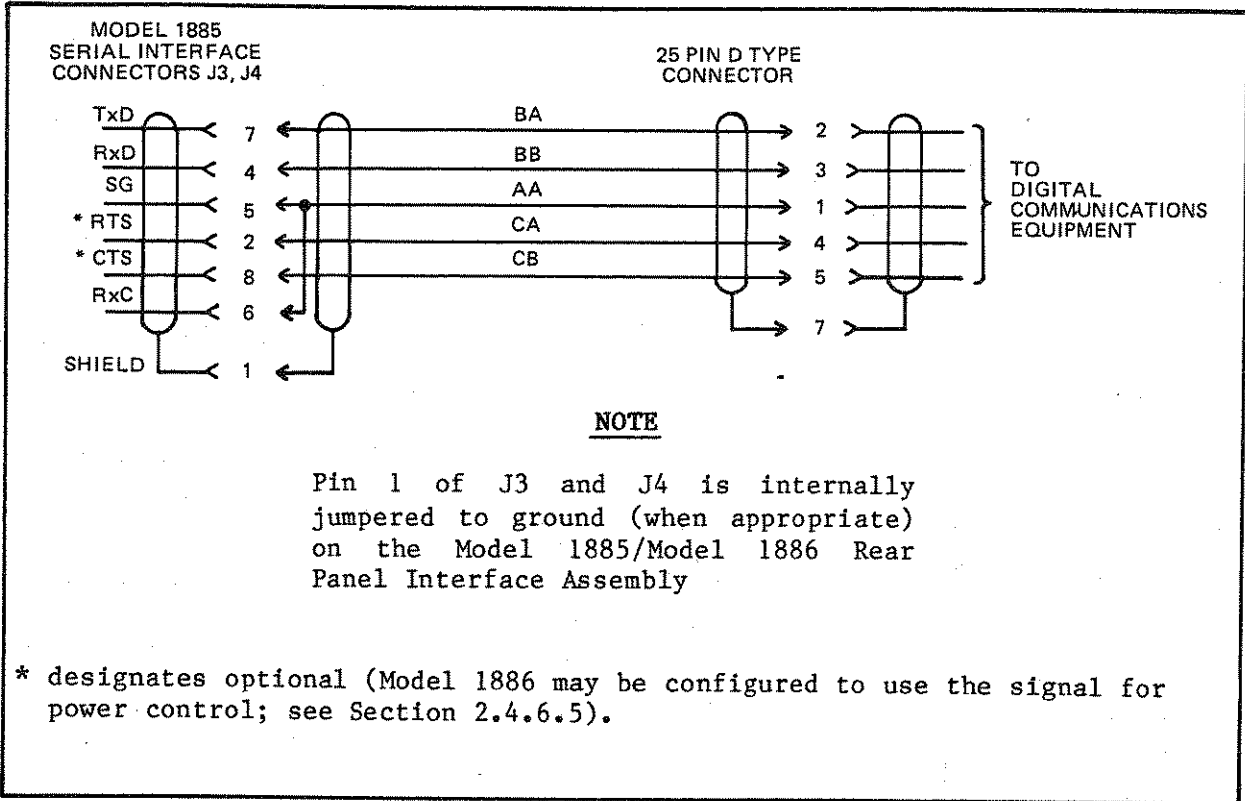 MODEL 1885
SERIAL INTERFACE
CONNECTORS J3, J4
25 PIN D TYPE
CONNECTOR
TxD 7 BA 2
RxD 4 BB 3
SG 5 AA 1
* RTS 2 CA 4
* CTS 8 CB 5
RxC 6
7
SHIELD 1
TO
DIGITAL
COMMUNICATIONS
EQUIPMENT
NOTE
Pin 1 of J3 and J4 is internally
jumpered to ground (when appropriate)
on the Model 1885/Model 1886 Rear
Panel Interface Assembly
* designates optional (Model 1886 may be configured to use the signal for
power control; see Section 2.4.6.5).